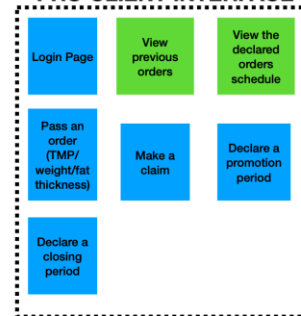 Login Page
View
previous
orders
View the
declared
orders
schedule
Pass an
order
(TMP/
weight/fat
thickness)
Make a
claim
Declare a
promotion
period
Declare a
closing
period